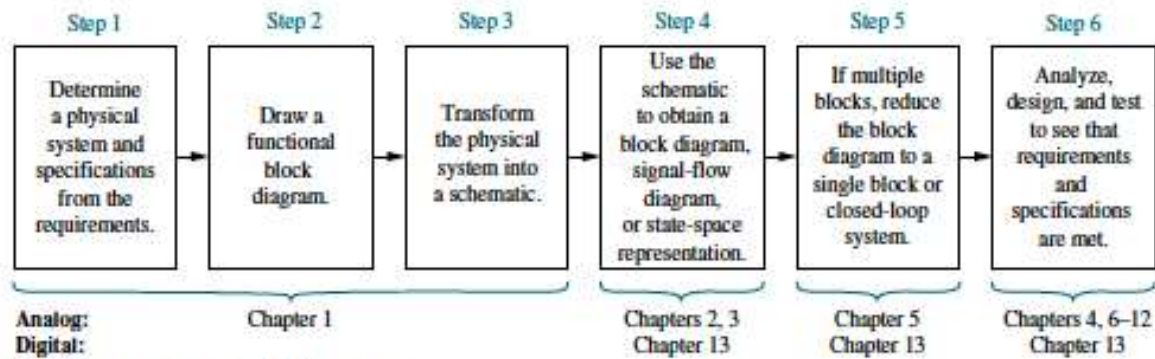 Step 1
Step 2
Step 3
Step 4
Step 5
Step 6
Determine
a physical
system and
specifications
from the
requirements.
Draw a
functional
block
diagram.
Transform
the physical
system into
a schematic.
Use the
schematic
to obtain a
block diagram,
signal-flow
diagram,
or state-space
representation.
If multiple
blocks, reduce
the block
diagram to a
single block or
closed-loop
system.
Analyze,
design, and test
to see that
requirements
and
specifications
are met.
Analog: Chapter 1 Chapters 2, 3 Chapter 5 Chapters 4, 6–12
Digital: Chapter 13 Chapter 13 Chapter 13